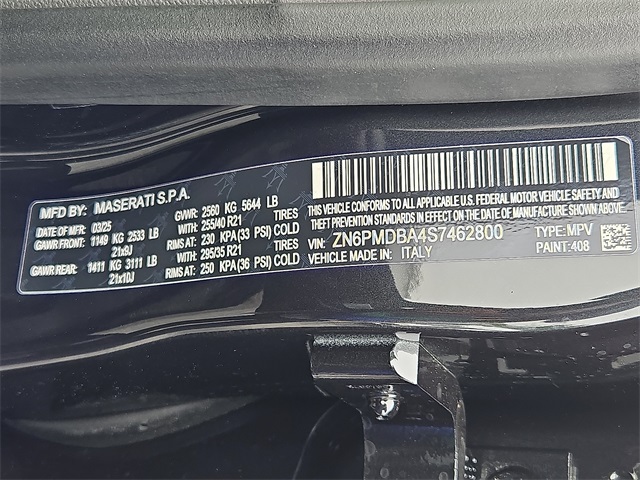 MFD BY: MASERATI S.P.A.
DATE OF MFR: 03/25 GVWR: 2560 KG 5644 LB
GAWR FRONT: 1149 KG 2533 LB WITH: 255/40 R21 TIRES
21x9J RIMS AT: 230 KPA (33 PSI) COLD
GAWR REAR: 1411 KG 3111 LB WITH: 295/35 R21 TIRES
21x10J RIMS AT: 250 KPA (36 PSI) COLD
THIS VEHICLE CONFORMS TO ALL APPLICABLE U.S. FEDERAL MOTOR VEHICLE SAFETY
AND THEFT PREVENTION STANDARDS IN EFFECT ON THE DATE OF MANUFACTURE SHOWN ABOVE
VIN: ZN6PMDBA4S7462800 TYPE: MPV
VEHICLE MADE IN: ITALY PAINT: 408